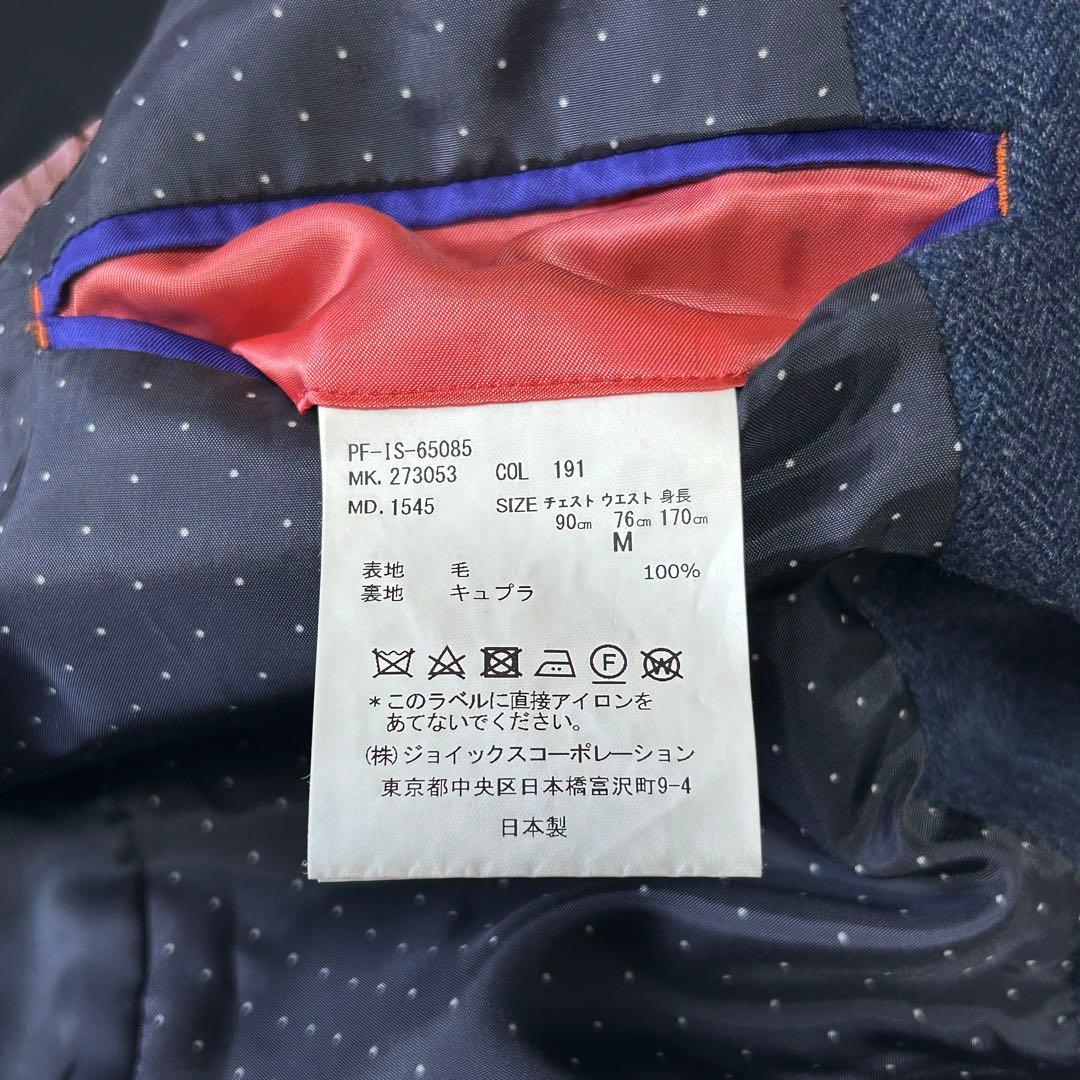 PF-IS-65085
MK. 273053 COL 191
MD. 1545 SIZE チェスト ウエスト 身長
90㎝ 76㎝ 170㎝
M
表地 毛 100%
裏地 キュプラ
F W
*このラベルに直接アイロンを
あてないでください。
(株)ジョイックスコーポレーション
東京都中央区日本橋富沢町9-4
日本製